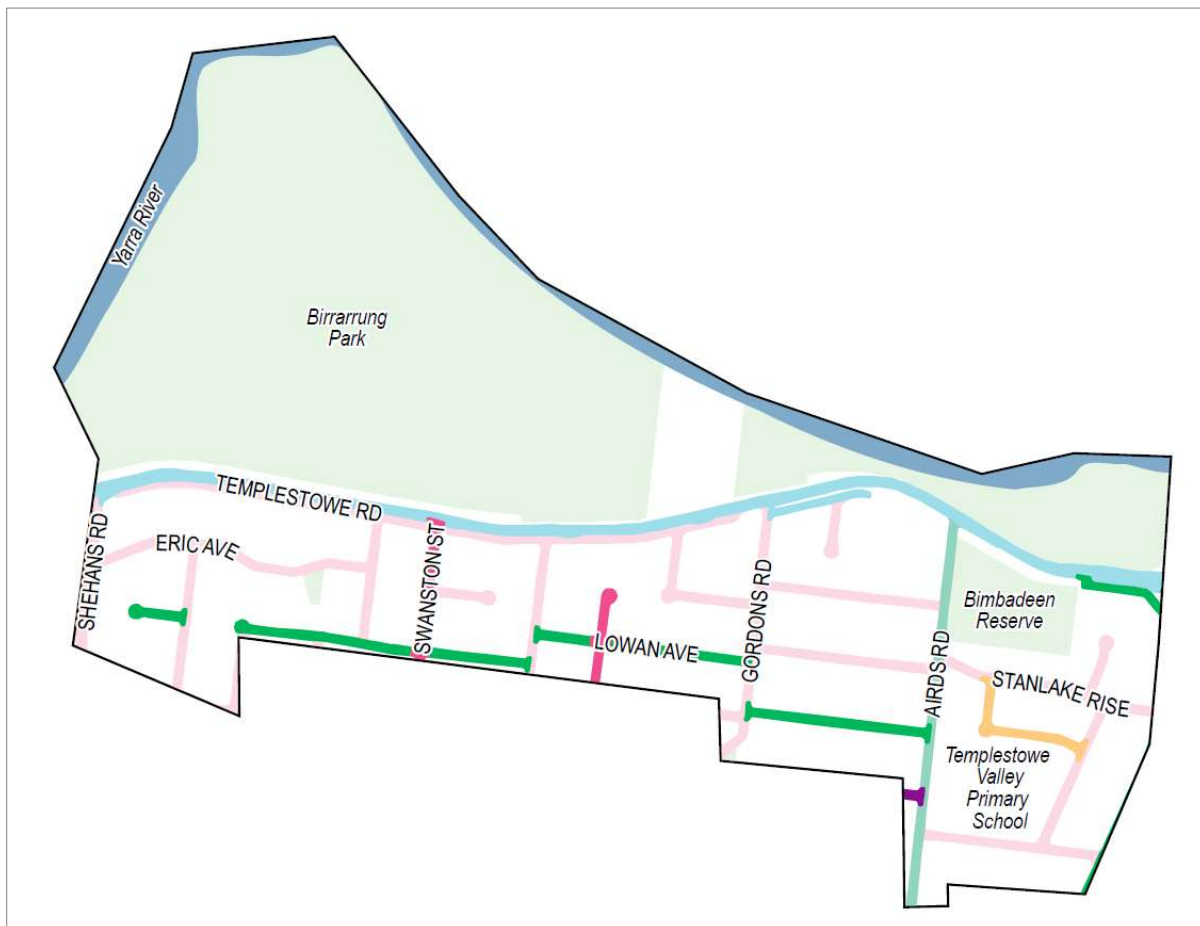 Yarra River
Birrarrung
Park
TEMPLESTOWE RD
SHEHANS RD
ERIC AVE
SWANSTON ST
LOWAN AVE
GORDONS RD
AIRDS RD
Bimbadeen
Reserve
STANLAKE RISE
Templestowe
Valley
Primary
School